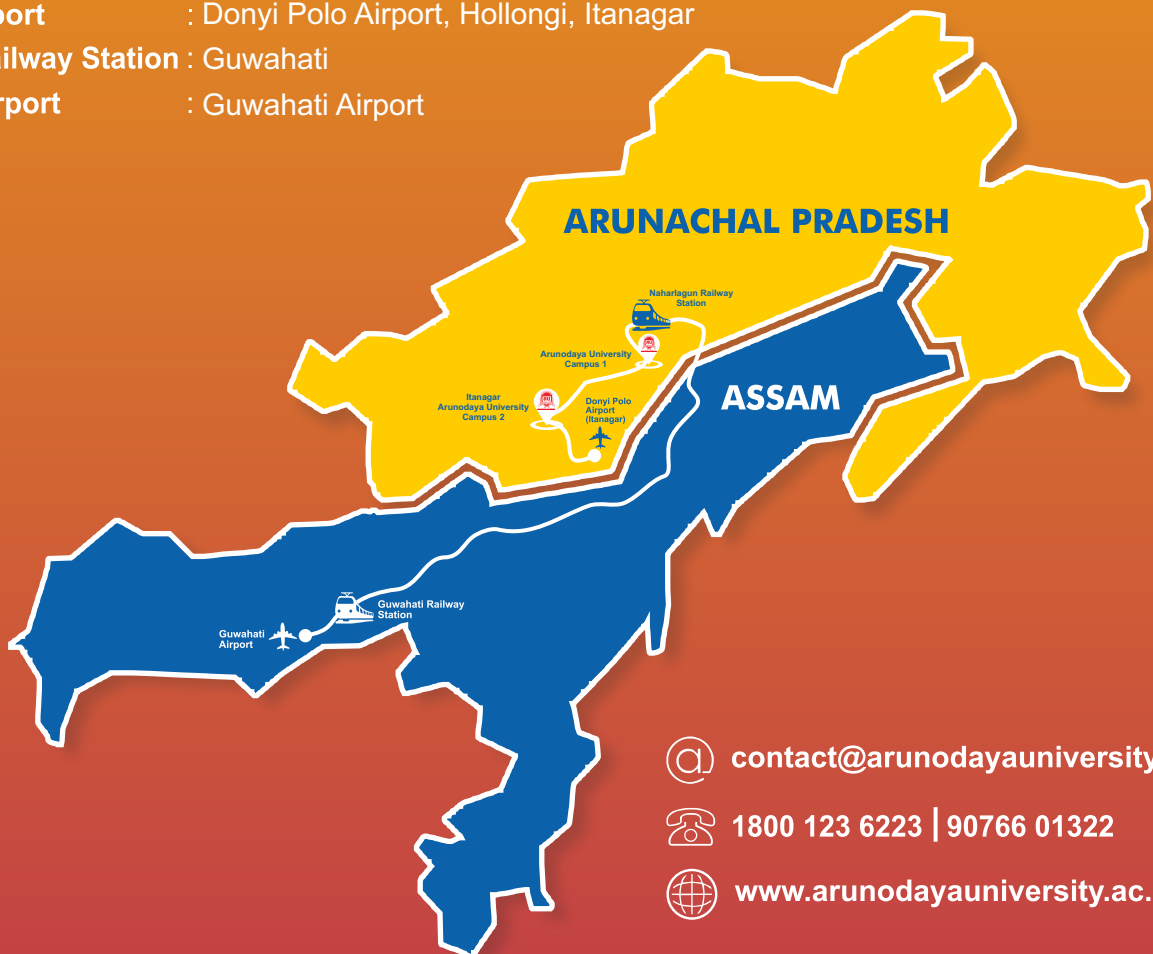 port : Donyi Polo Airport, Hollongi, Itanagar
ailway Station : Guwahati
rport : Guwahati Airport
ARUNACHAL PRADESH
Naharlagun Railway
Station
Arunodaya University
Campus 1
Itanagar
Arunodaya University
Campus 2
Donyi Polo
Airport
(Itanagar)
ASSAM
Guwahati Railway
Station
Guwahati
Airport
contact@arunodayauniversity
1800 123 6223 | 90766 01322
www.arunodayauniversity.ac.